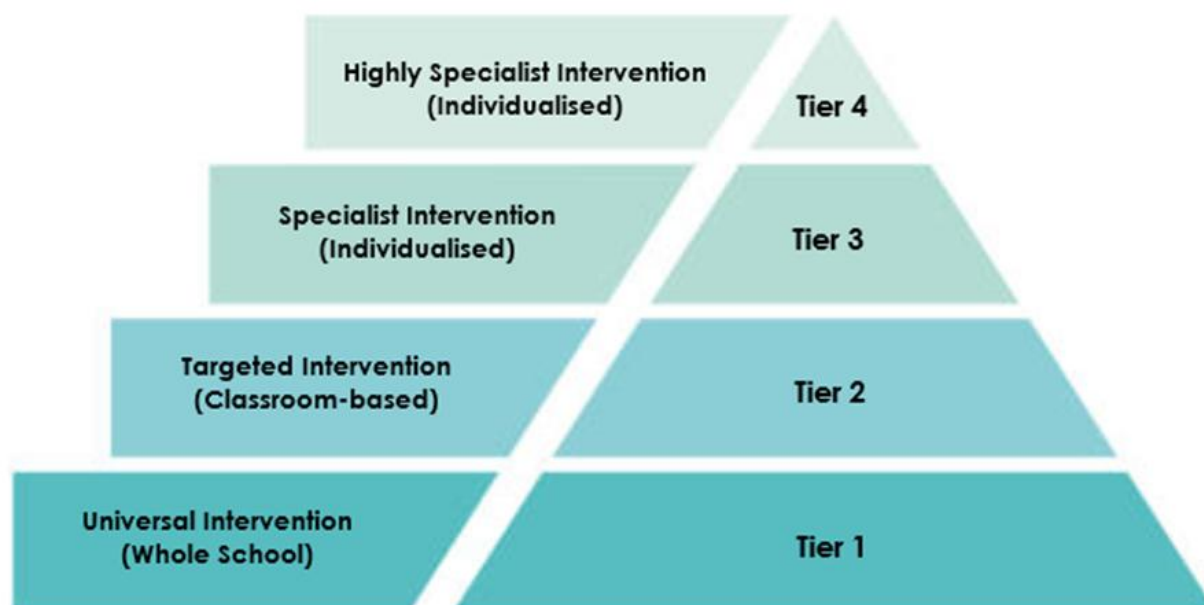 Highly Specialist Intervention
(Individualised)
Tier 4
Specialist Intervention
(Individualised)
Tier 3
Targeted Intervention
(Classroom-based)
Tier 2
Universal Intervention
(Whole School)
Tier 1